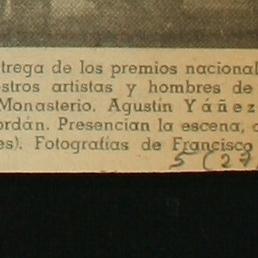 trega de los premios nacional
stros artistas y hombres de
Monasterio. Agustín Yáñez
ordán. Presencian la escena,
es). Fotografías de Francisco
5 (27